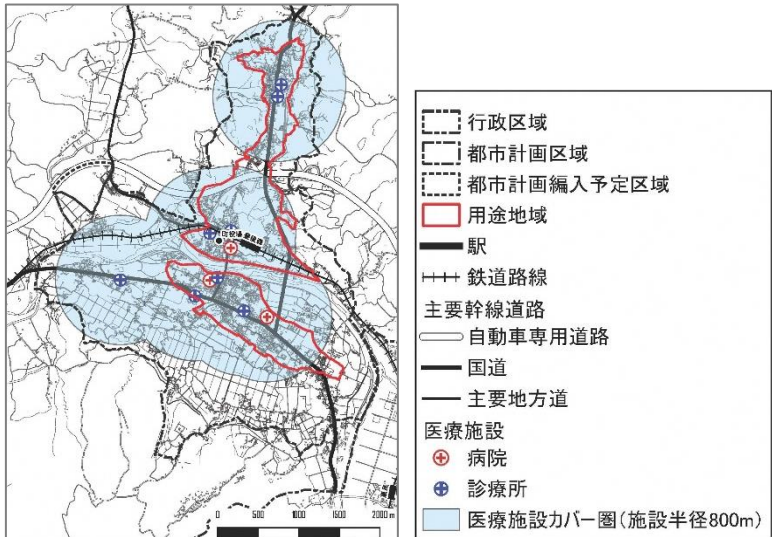 0
500
1000
1500
2000 m
行政区域
都市計画区域
都市計画編入予定区域
用途地域
駅
鉄道路線
主要幹線道路
自動車専用道路
国道
主要地方道
医療施設
病院
診療所
医療施設カバー圏(施設半径800m)